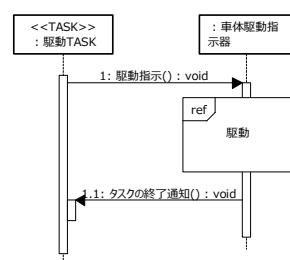 <<TASK>>
: 駆動TASK
: 車体駆動指
示器
1: 駆動指示() : void
ref
駆動
1.1: タスクの終了通知() : void